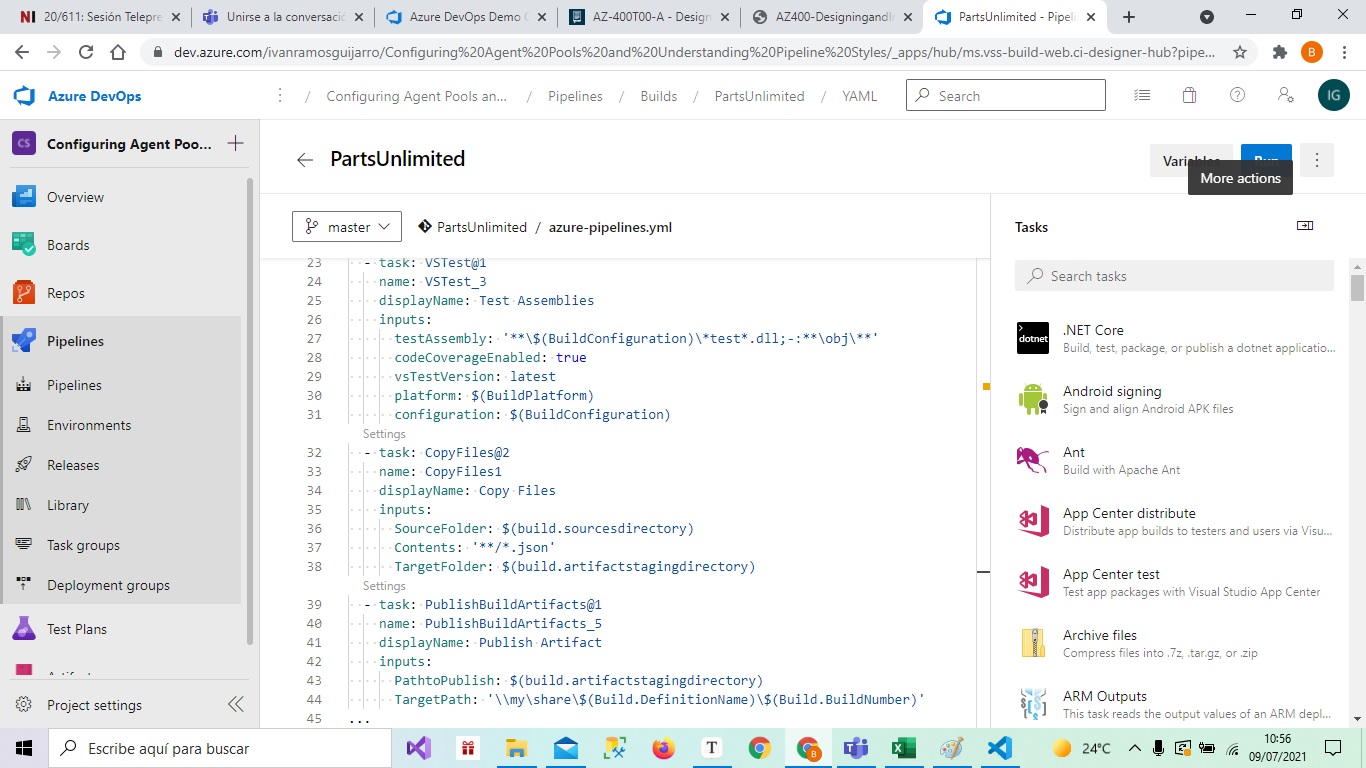 20/611: Sesión Telepre
Unirse a la conversació
Azure DevOps Demo G
AZ-400T00-A - Design
AZ400-DesigningandI
PartsUnlimited - Pipeli
dev.azure.com/ivanramosguijarro/Configuring%20Agent%20Pools%20and%20Understanding%20Pipeline%20Styles/_apps/hub/ms.vss-build-web.ci-designer-hub?pipe...
B
Azure DevOps
/ Configuring Agent Pools an... / Pipelines / Builds / PartsUnlimited / YAML
Search
IG
CS Configuring Agent Poo...
PartsUnlimited
Variables
Run
More actions
Overview
Boards
Repos
Pipelines
Pipelines
Environments
Releases
Library
Task groups
Deployment groups
Test Plans
Artifacts
Project settings
master
PartsUnlimited / azure-pipelines.yml
23 - task: VSTest@1
24 name: VSTest_3
25 displayName: Test Assemblies
26 inputs:
27 testAssembly: '**\$(BuildConfiguration)\*test*.dll;-:**\obj\**'
28 codeCoverageEnabled: true
29 vsTestVersion: latest
30 platform: $(BuildPlatform)
31 configuration: $(BuildConfiguration)
Settings
32 - task: CopyFiles@2
33 name: CopyFiles1
34 displayName: Copy Files
35 inputs:
36 SourceFolder: $(build.sourcesdirectory)
37 Contents: '**/*.json'
38 TargetFolder: $(build.artifactstagingdirectory)
Settings
39 - task: PublishBuildArtifacts@1
40 name: PublishBuildArtifacts_5
41 displayName: Publish Artifact
42 inputs:
43 PathtoPublish: $(build.artifactstagingdirectory)
44 TargetPath: '\\my\share\$(Build.DefinitionName)\$(Build.BuildNumber)'
45 ...
Tasks
Search tasks
.NET Core
Build, test, package, or publish a dotnet applicatio...
Android signing
Sign and align Android APK files
Ant
Build with Apache Ant
App Center distribute
Distribute app builds to testers and users via Visu...
App Center test
Test app packages with Visual Studio App Center
Archive files
Compress files into .7z, .tar.gz, or .zip
ARM Outputs
This task reads the output values of an ARM depl...
Escribe aquí para buscar
24°C
10:56
09/07/2021